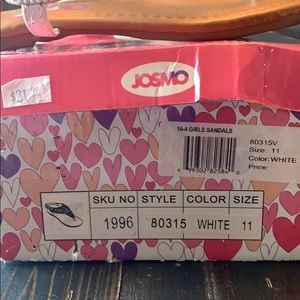 JOSMO
$21
10-4 GIRLS SANDALS
80315V
Size: 11
Color: WHITE
Price:
SKU NO STYLE COLOR SIZE
1996 80315 WHITE 11